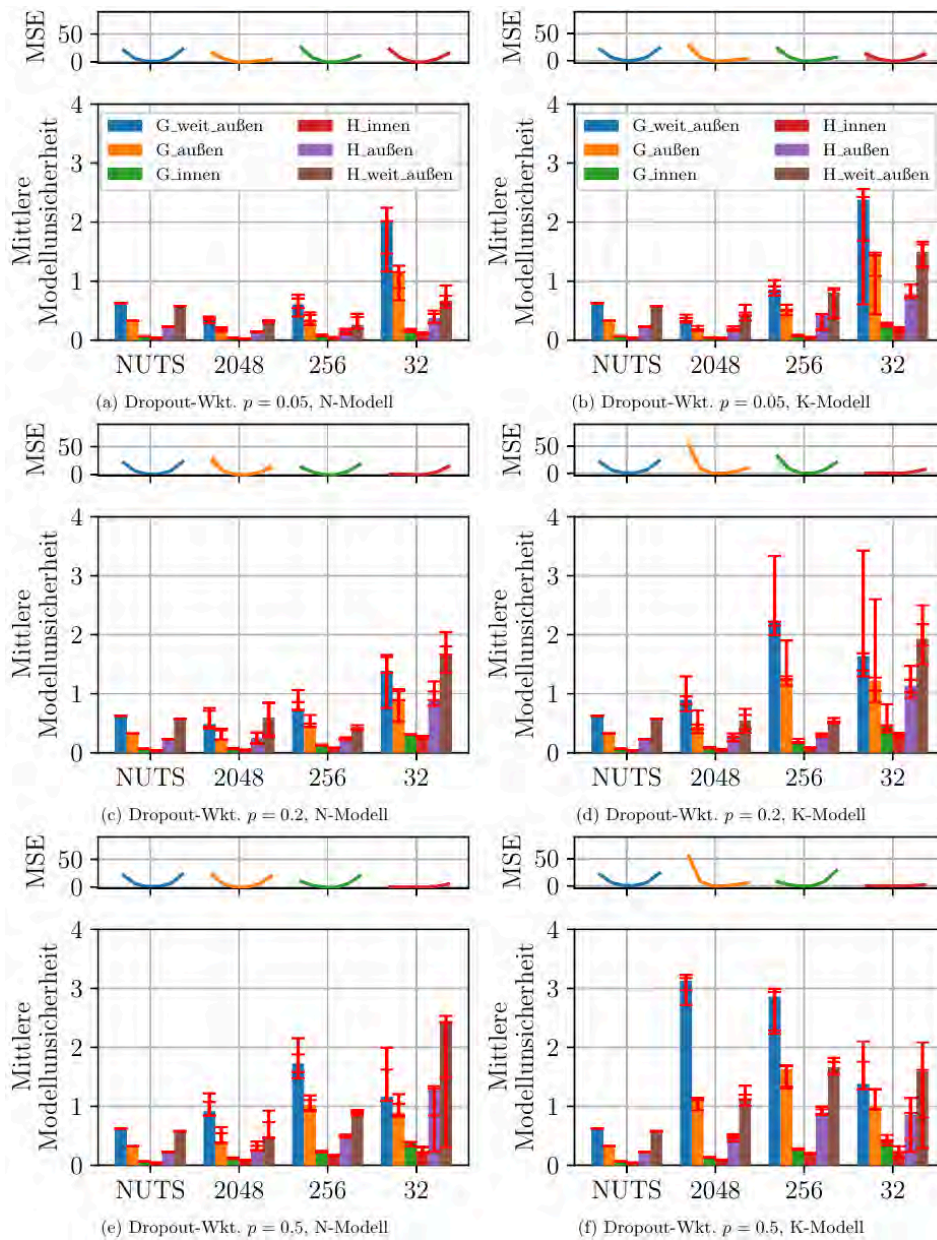 MSE
50
0
MSE
50
0
Mittlere
Modellunsicherheit
4
3
2
1
0
G_weit_außen
G_außen
G_innen
H_innen
H_außen
H_weit_außen
NUTS 2048 256 32
(a) Dropout-Wkt. p = 0.05, N-Modell
Mittlere
Modellunsicherheit
4
3
2
1
0
G_weit_außen
G_außen
G_innen
H_innen
H_außen
H_weit_außen
NUTS 2048 256 32
(b) Dropout-Wkt. p = 0.05, K-Modell
MSE
50
0
MSE
50
0
Mittlere
Modellunsicherheit
4
3
2
1
0
NUTS 2048 256 32
(c) Dropout-Wkt. p = 0.2, N-Modell
Mittlere
Modellunsicherheit
4
3
2
1
0
NUTS 2048 256 32
(d) Dropout-Wkt. p = 0.2, K-Modell
MSE
50
0
MSE
50
0
Mittlere
Modellunsicherheit
4
3
2
1
0
NUTS 2048 256 32
(e) Dropout-Wkt. p = 0.5, N-Modell
Mittlere
Modellunsicherheit
4
3
2
1
0
NUTS 2048 256 32
(f) Dropout-Wkt. p = 0.5, K-Modell